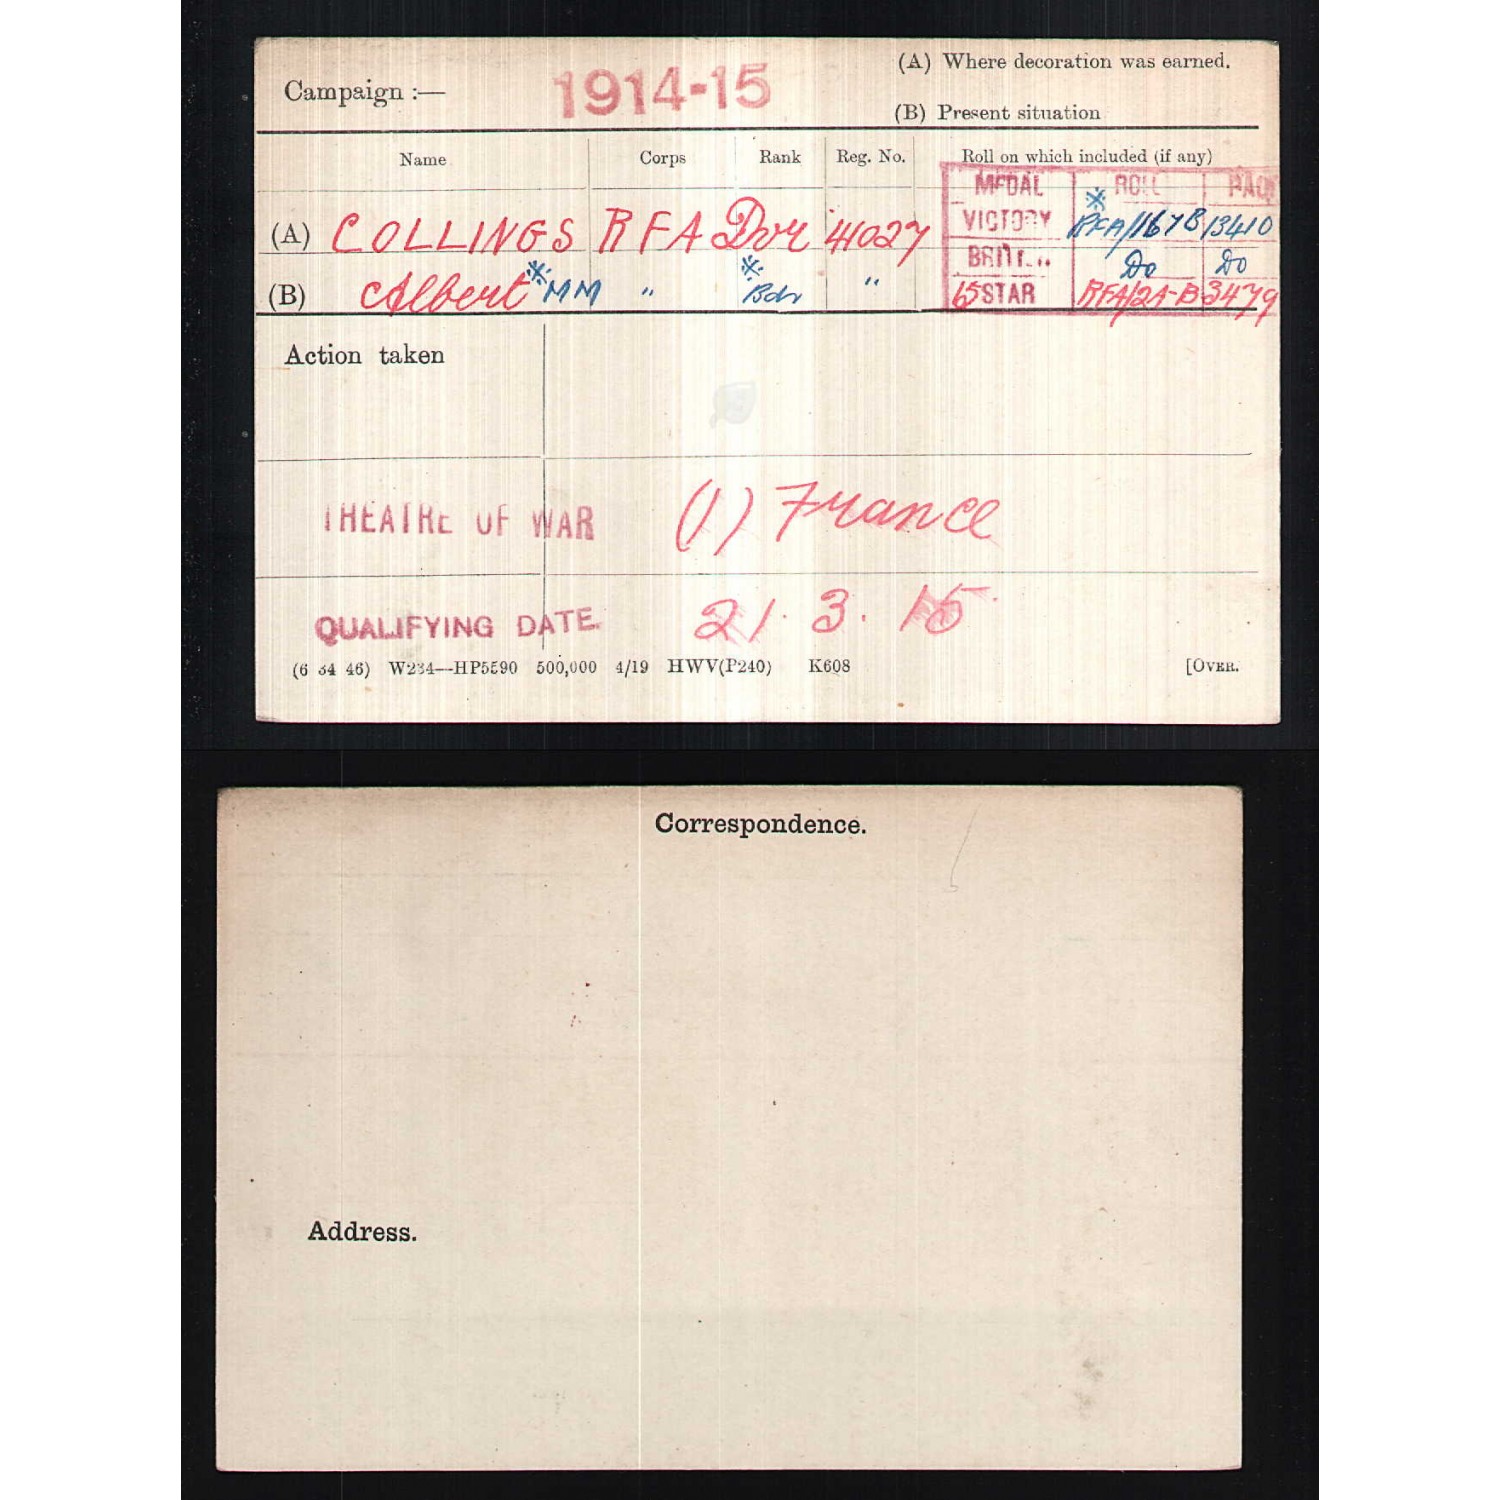 Campaign :— 1914-15 (A) Where decoration was earned.
(B) Present situation
Name Corps Rank Reg. No. Roll on which included (if any)
MEDAL ROLL PAGE
(A) COLLINGS RFA Dvr 41027 VICTORY * RFA/167B 13410
BRIT... Do Do
(B) Albert *MM " * Bdr " 15 STAR RFA/2A-B 3479
Action taken
THEATRE OF WAR (1) France
QUALIFYING DATE. 21. 3. 15.
(6 34 46) W234—HP5590 500,000 4/19 HWV(P240) K608 [OVER.
Correspondence.
Address.